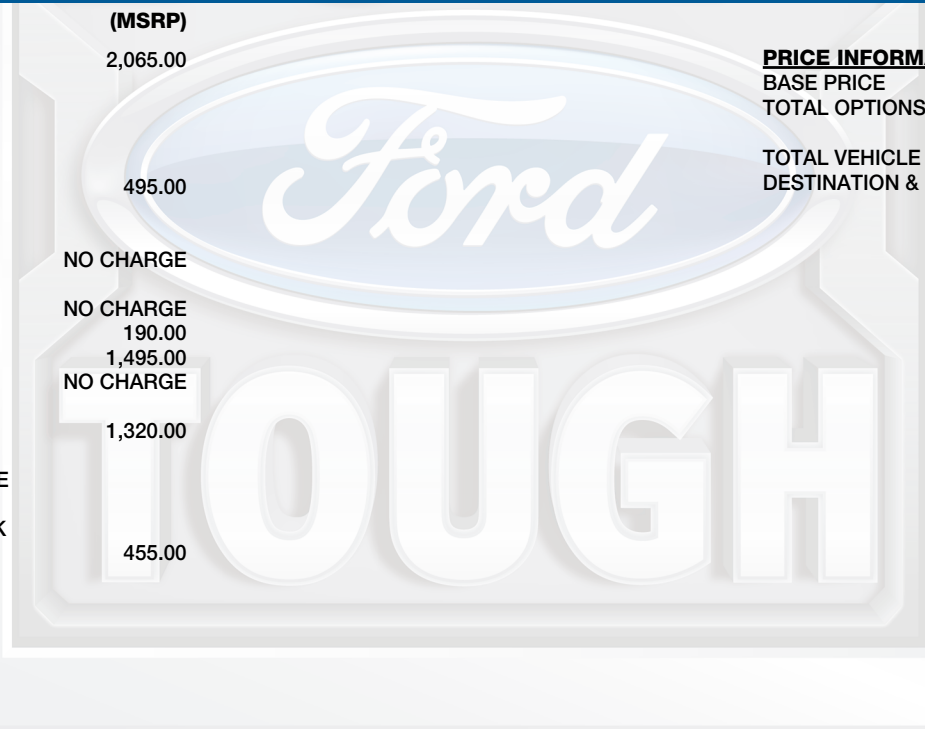 (MSRP)
2,065.00
495.00
NO CHARGE
NO CHARGE
190.00
1,495.00
NO CHARGE
1,320.00
E
K
455.00
PRICE INFORMA
BASE PRICE
TOTAL OPTIONS
TOTAL VEHICLE
DESTINATION &
Ford
TOUGH